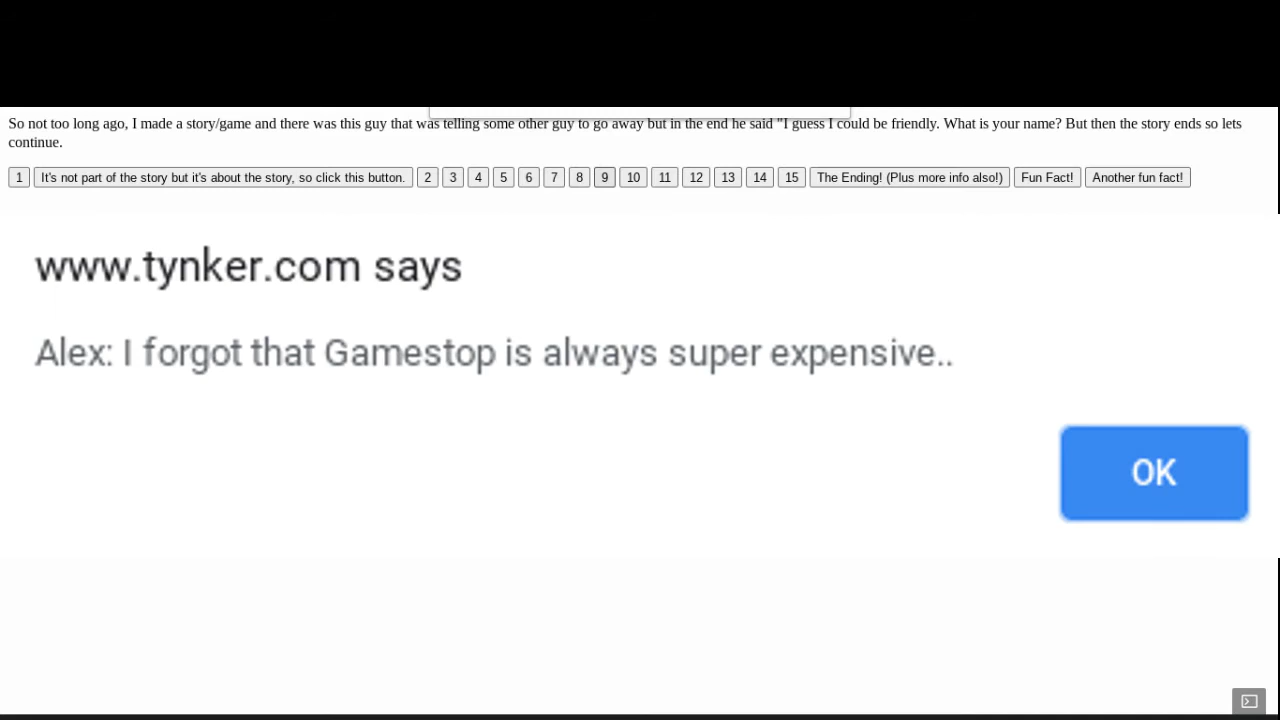 So not too long ago, I made a story/game and there was this guy that was telling some other guy to go away but in the end he said "I guess I could be friendly. What is your name? But then the story ends so lets
continue.
1 It's not part of the story but it's about the story, so click this button. 2 3 4 5 6 7 8 9 10 11 12 13 14 15 The Ending! (Plus more info also!) Fun Fact! Another fun fact!
www.tynker.com says
Alex: I forgot that Gamestop is always super expensive..
OK